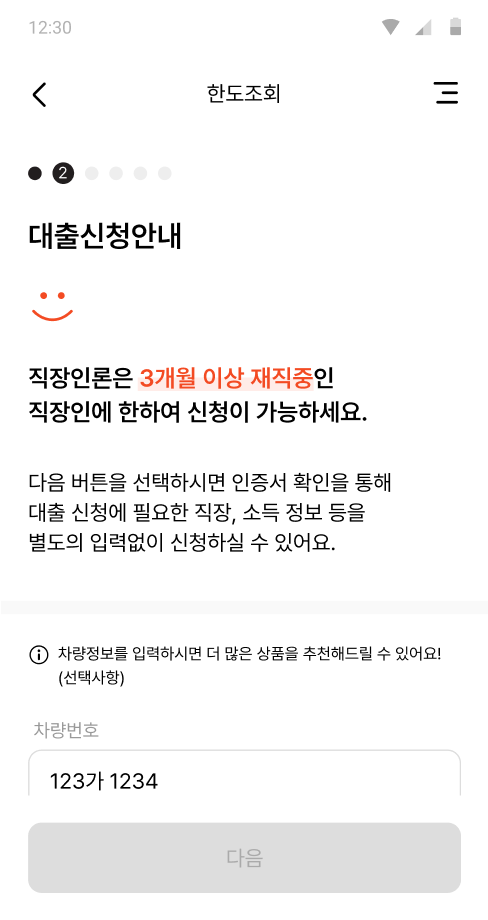 12:30
한도조회
2
대출신청안내
직장인론은 3개월 이상 재직중인
직장인에 한하여 신청이 가능하세요.
다음 버튼을 선택하시면 인증서 확인을 통해
대출 신청에 필요한 직장, 소득 정보 등을
별도의 입력없이 신청하실 수 있어요.
차량정보를 입력하시면 더 많은 상품을 추천해드릴 수 있어요!
(선택사항)
차량번호
123가 1234
다음